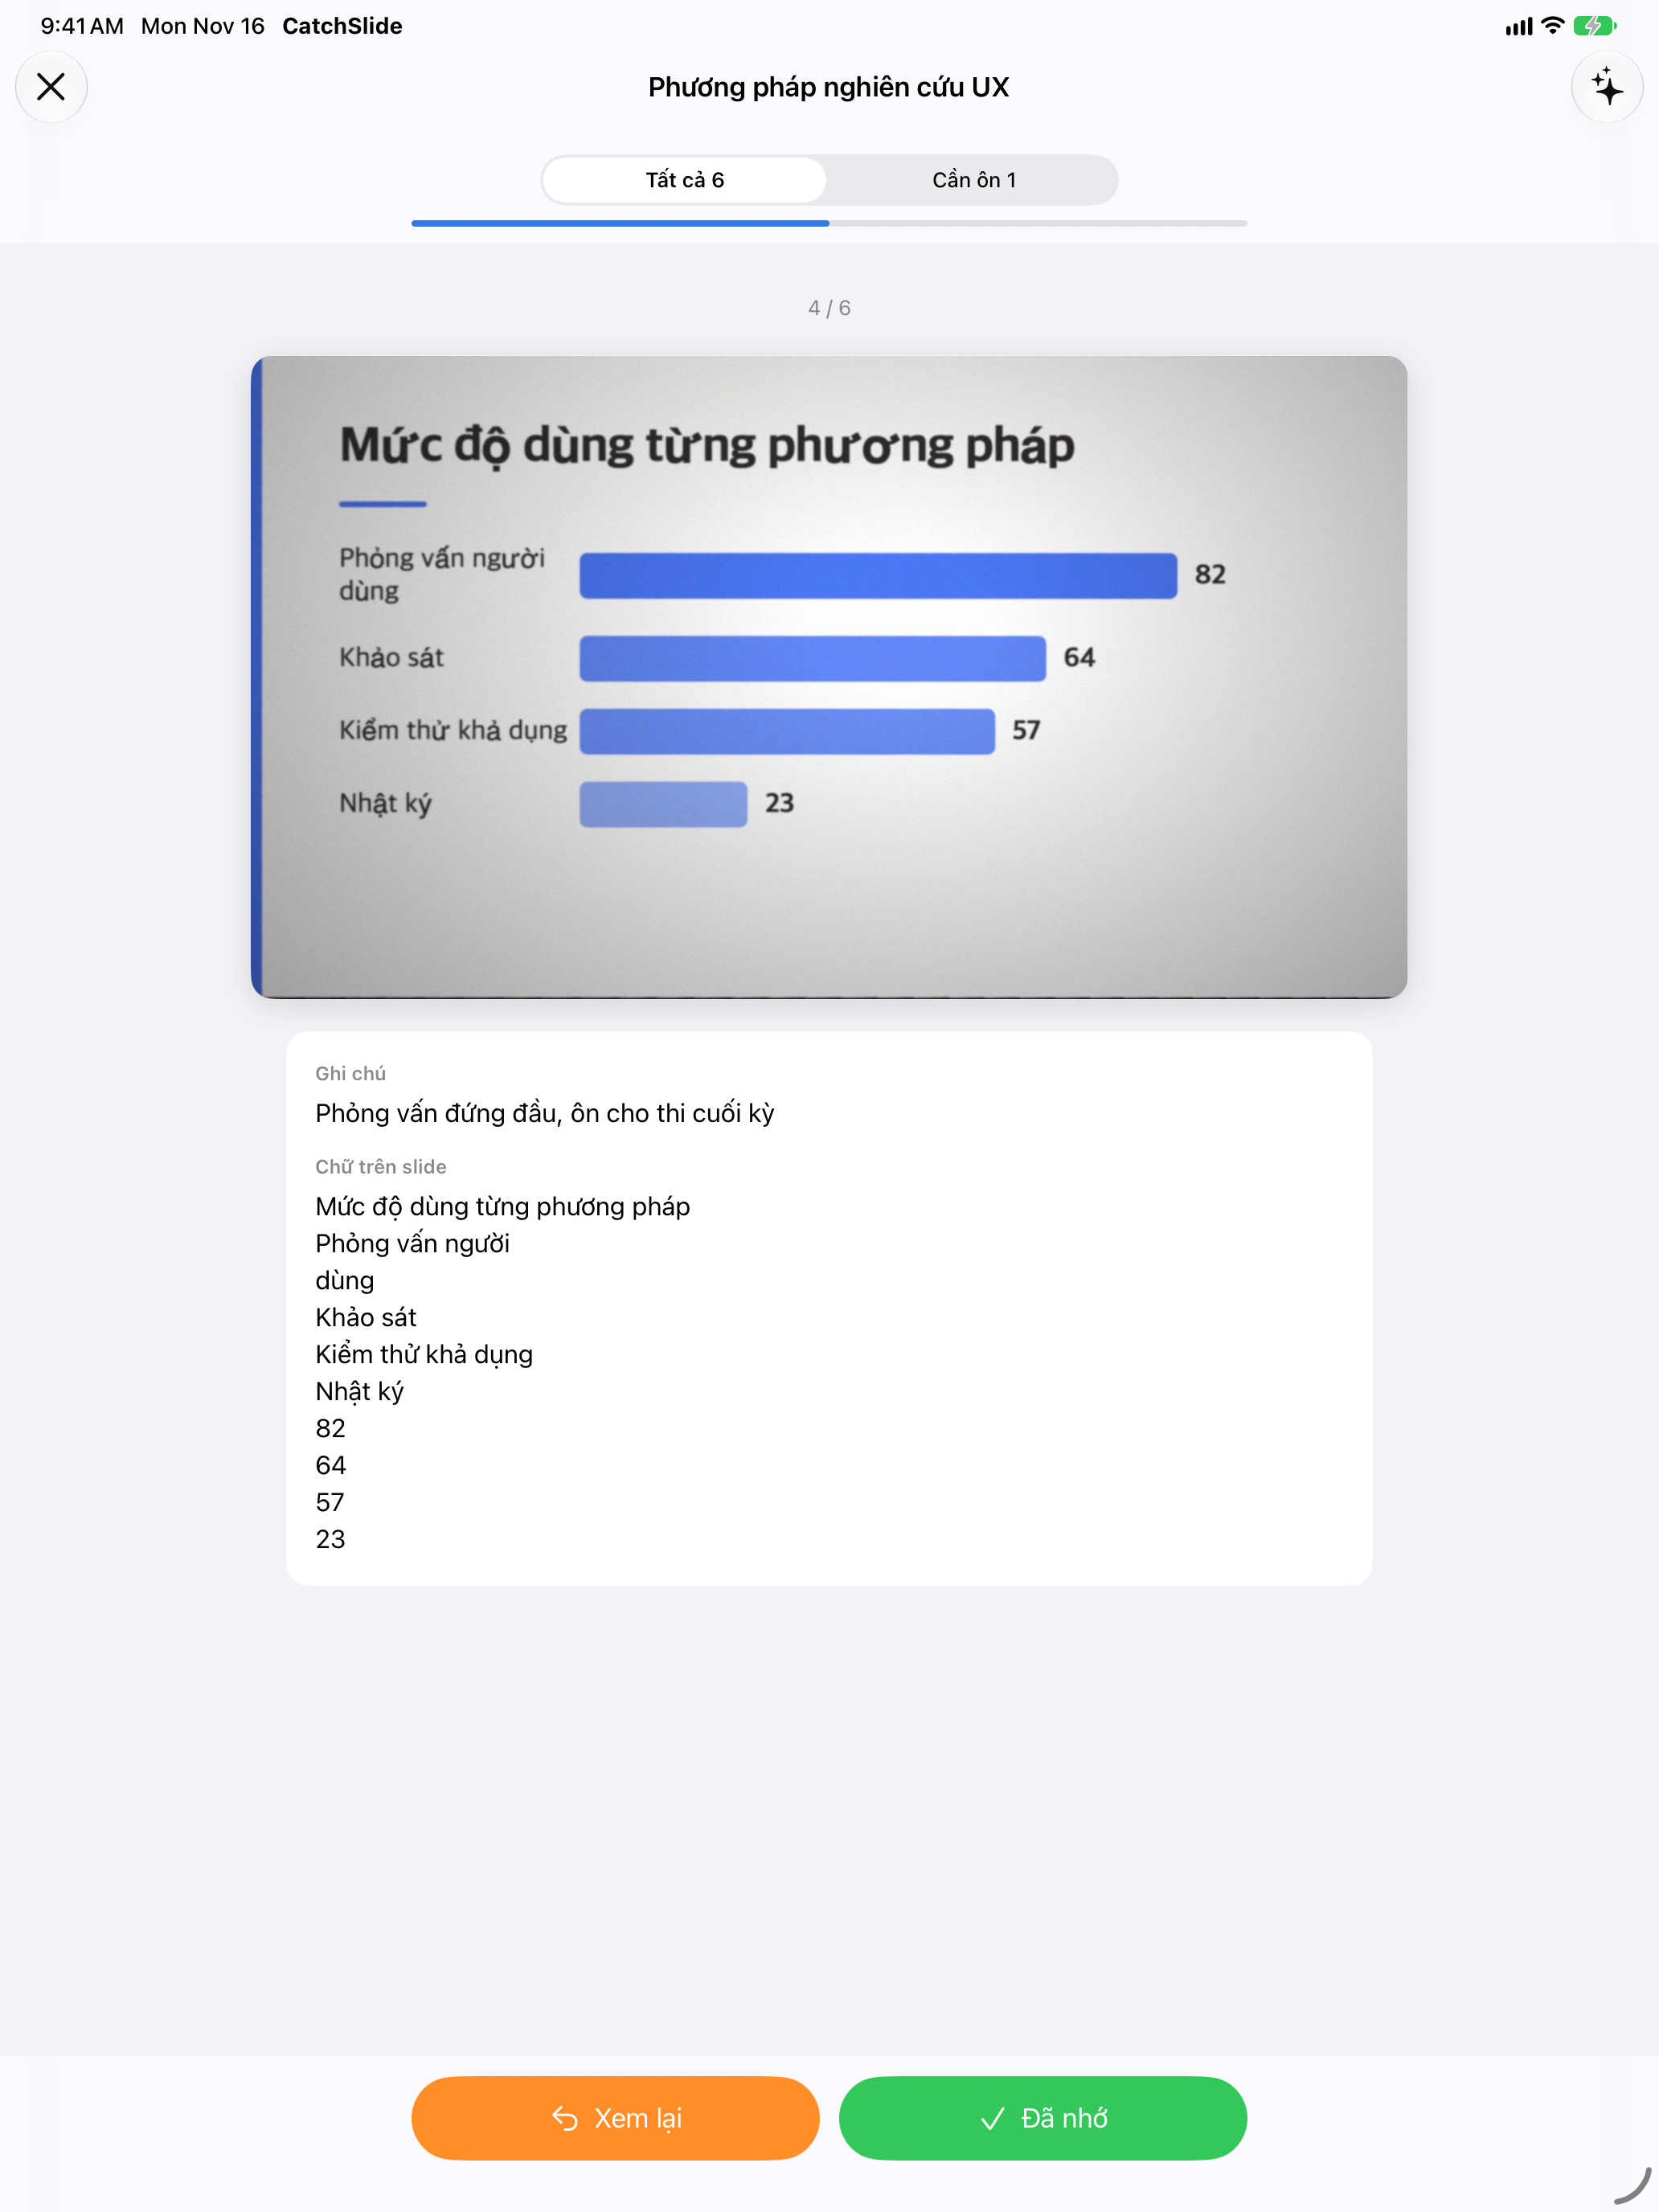 9:41 AM Mon Nov 16 CatchSlide
Phương pháp nghiên cứu UX
Tất cả 6
Cần ôn 1
4 / 6
Mức độ dùng từng phương pháp
Phỏng vấn người
dùng
82
Khảo sát
64
Kiểm thử khả dụng
57
Nhật ký
23
Ghi chú
Phỏng vấn đứng đầu, ôn cho thi cuối kỳ
Chữ trên slide
Mức độ dùng từng phương pháp
Phỏng vấn người
dùng
Khảo sát
Kiểm thử khả dụng
Nhật ký
82
64
57
23
Xem lại
Đã nhớ